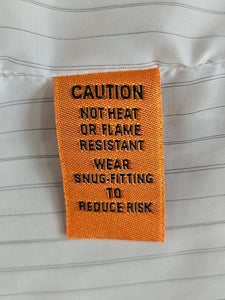 CAUTION
NOT HEAT
OR FLAME
RESISTANT
WEAR
SNUG-FITTING
TO
REDUCE RISK